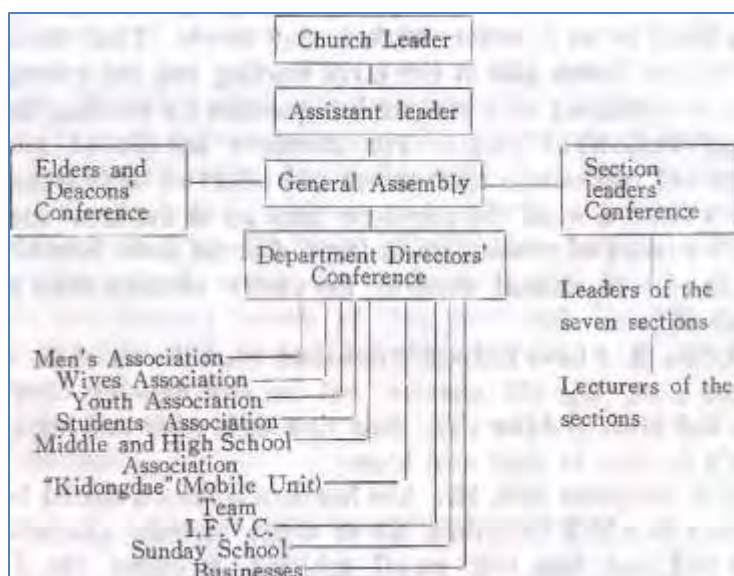 Church Leader
Assistant leader
Elders and
Deacons'
Conference
General Assembly
Section
leaders'
Conference
Department Directors'
Conference
Leaders of the
seven sections
Lecturers of the
sections
Men's Association
Wives Association
Youth Association
Students Association
Middle and High School
Association
"Kidongdae" (Mobile Unit)
Team
I.F.V.C.
Sunday School
Businesses